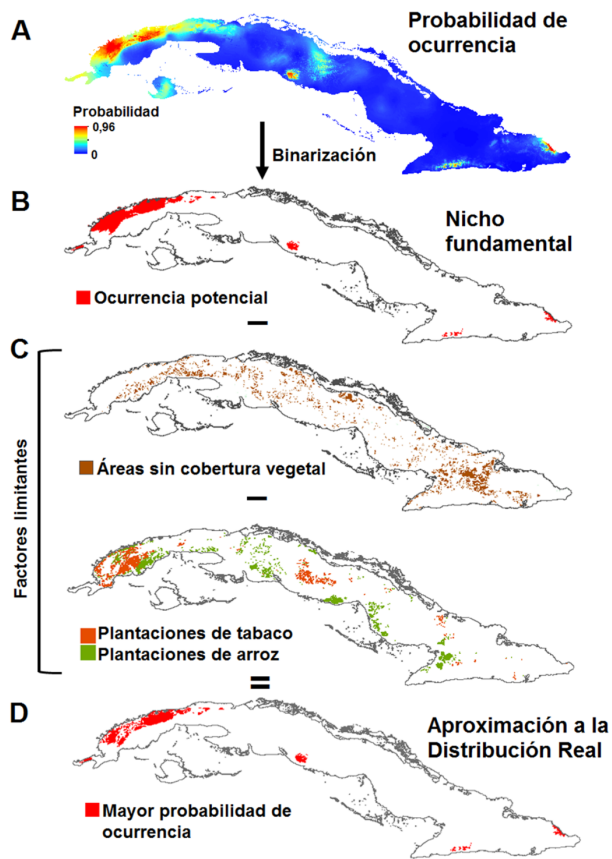 A
Probabilidad de
ocurrencia
Probabilidad
0,96
0
Binarización
B
Nicho
fundamental
Ocurrencia potencial
–
C
Factores limitantes
Áreas sin cobertura vegetal
–
Plantaciones de tabaco
Plantaciones de arroz
=
D
Aproximación a la
Distribución Real
Mayor probabilidad de
ocurrencia